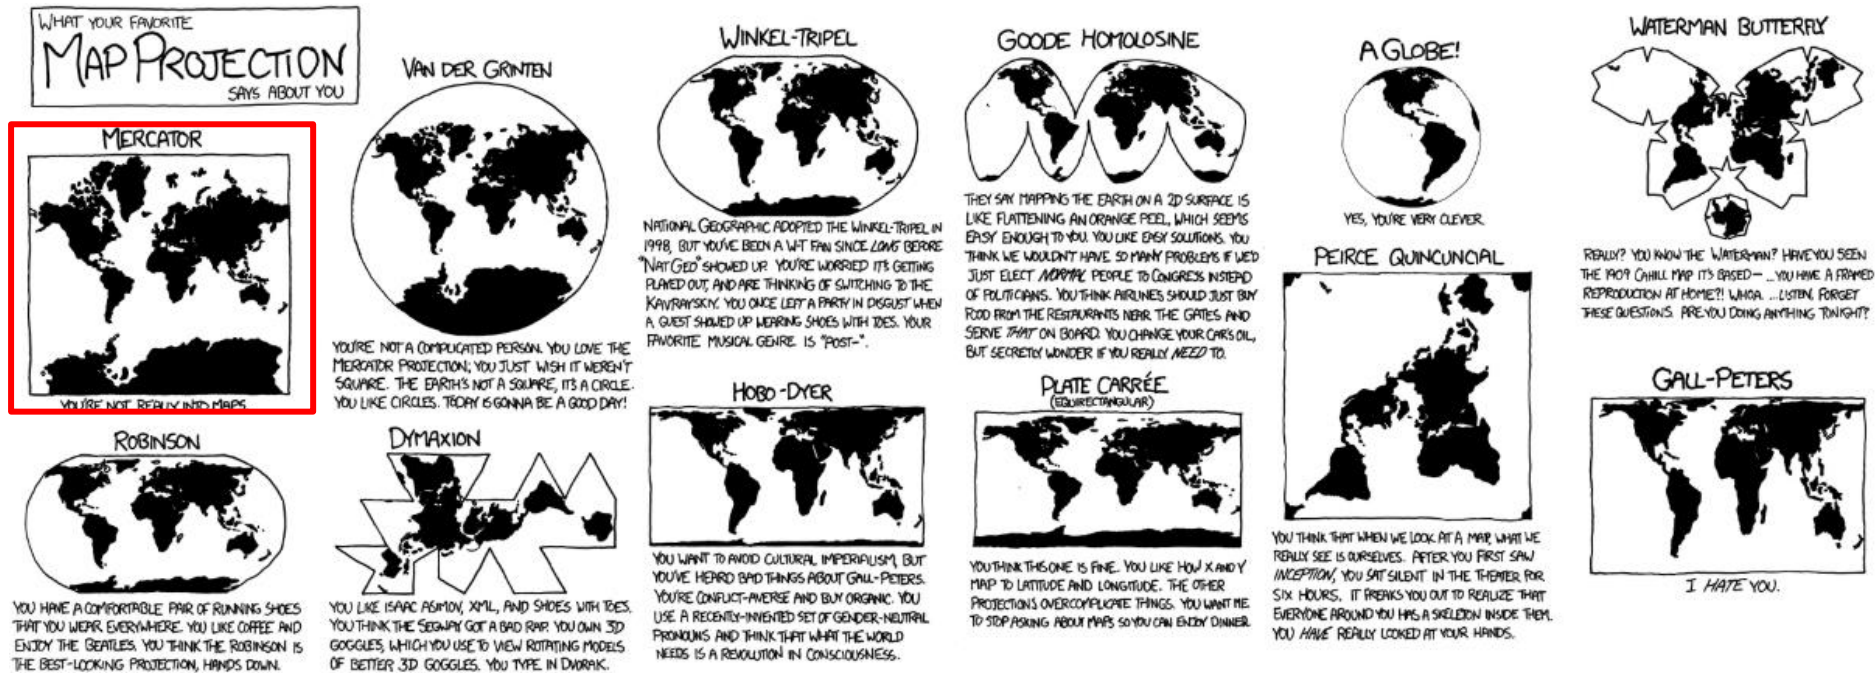 WHAT YOUR FAVORITE
MAP PROJECTION
SAYS ABOUT YOU
MERCATOR
YOU'RE NOT REALLY INTO MAPS.
ROBINSON
YOU HAVE A COMFORTABLE PAIR OF RUNNING SHOES
THAT YOU WEAR EVERYWHERE. YOU LIKE COFFEE AND
ENJOY THE BEATLES. YOU THINK THE ROBINSON IS
THE BEST-LOOKING PROJECTION, HANDS DOWN.
VAN DER GRINTEN
YOU'RE NOT A COMPLICATED PERSON. YOU LOVE THE
MERCATOR PROJECTION; YOU JUST WISH IT WEREN'T
SQUARE. THE EARTH'S NOT A SQUARE, IT'S A CIRCLE.
YOU LIKE CIRCLES. TODAY IS GONNA BE A GOOD DAY!
DYMAXION
YOU LIKE ISAAC ASIMOV, XML, AND SHOES WITH TOES.
YOU THINK THE SEGWAY GOT A BAD RAP. YOU OWN 3D
GOGGLES, WHICH YOU USE TO VIEW ROTATING MODELS
OF BETTER 3D GOGGLES. YOU TYPE IN DVORAK.
WINKEL-TRIPEL
NATIONAL GEOGRAPHIC ADOPTED THE WINKEL-TRIPEL IN
1998, BUT YOU'VE BEEN A W-T FAN SINCE LONG BEFORE
"NAT GEO" SHOWED UP. YOU'RE WORRIED IT'S GETTING
PLAYED OUT, AND ARE THINKING OF SWITCHING TO THE
KAVRAYSKIY. YOU ONCE LEFT A PARTY IN DISGUST WHEN
A GUEST SHOWED UP WEARING SHOES WITH TOES. YOUR
FAVORITE MUSICAL GENRE IS "POST-".
HOBO-DYER
YOU WANT TO AVOID CULTURAL IMPERIALISM, BUT
YOU'VE HEARD BAD THINGS ABOUT GALL-PETERS.
YOU'RE CONFLICT-AVERSE AND BUY ORGANIC. YOU
USE A RECENTLY-INVENTED SET OF GENDER-NEUTRAL
PRONOUNS AND THINK THAT WHAT THE WORLD
NEEDS IS A REVOLUTION IN CONSCIOUSNESS.
GOODE HOMOLOSINE
THEY SAY MAPPING THE EARTH ON A 2D SURFACE IS
LIKE FLATTENING AN ORANGE PEEL, WHICH SEEMS
EASY ENOUGH TO YOU. YOU LIKE EASY SOLUTIONS. YOU
THINK WE WOULDN'T HAVE SO MANY PROBLEMS IF WE'D
JUST ELECT NORMAL PEOPLE TO CONGRESS INSTEAD
OF POLITICIANS. YOU THINK AIRLINES SHOULD JUST BUY
FOOD FROM THE RESTAURANTS NEAR THE GATES AND
SERVE THAT ON BOARD. YOU CHANGE YOUR CAR'S OIL,
BUT SECRETLY WONDER IF YOU REALLY NEED TO.
PLATE CARRÉE
(EQUIRECTANGULAR)
YOU THINK THIS ONE IS FINE. YOU LIKE HOW X AND Y
MAP TO LATITUDE AND LONGITUDE. THE OTHER
PROJECTIONS OVERCOMPLICATE THINGS. YOU WANT ME
TO STOP ASKING ABOUT MAPS SO YOU CAN ENJOY DINNER.
A GLOBE!
YES, YOU'RE VERY CLEVER.
PEIRCE QUINCUNCIAL
YOU THINK THAT WHEN WE LOOK AT A MAP, WHAT WE
REALLY SEE IS OURSELVES. AFTER YOU FIRST SAW
INCEPTION, YOU SAT SILENT IN THE THEATER FOR
SIX HOURS. IT FREAKS YOU OUT TO REALIZE THAT
EVERYONE AROUND YOU HAS A SKELETON INSIDE THEM.
YOU HAVE REALLY LOOKED AT YOUR HANDS.
WATERMAN BUTTERFLY
REALLY? YOU KNOW THE WATERMAN? HAVE YOU SEEN
THE 1909 CAHILL MAP IT'S BASED— ...YOU HAVE A FRAMED
REPRODUCTION AT HOME?! WHOA. ...LISTEN, FORGET
THESE QUESTIONS. ARE YOU DOING ANYTHING TONIGHT?
GALL-PETERS
I HATE YOU.